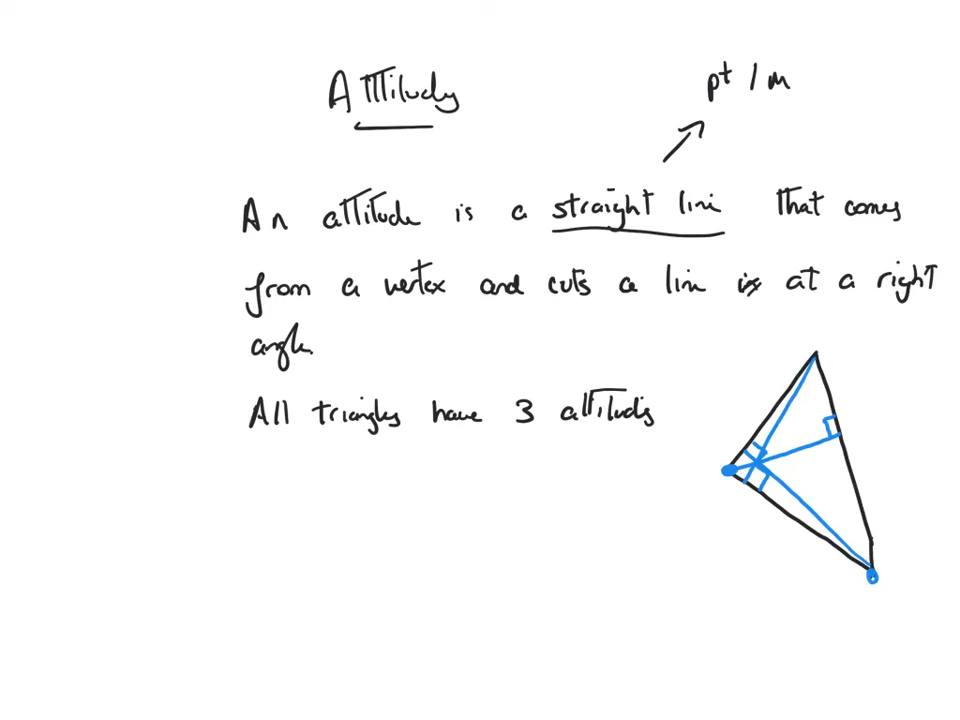 Altitudes
pt / m
An altitude is a straight line that comes
from a vertex and cuts a line is at a right
angle.
All triangles have 3 altitudes